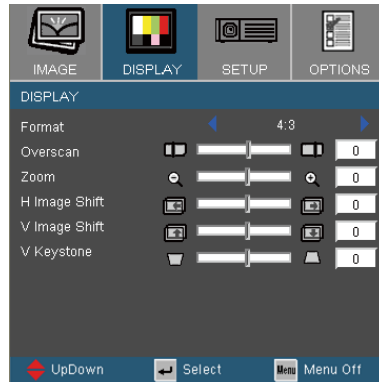 IMAGE DISPLAY SETUP OPTIONS
DISPLAY
Format 4:3
Overscan 0
Zoom 0
H Image Shift 0
V Image Shift 0
V Keystone 0
UpDown Select Menu Menu Off